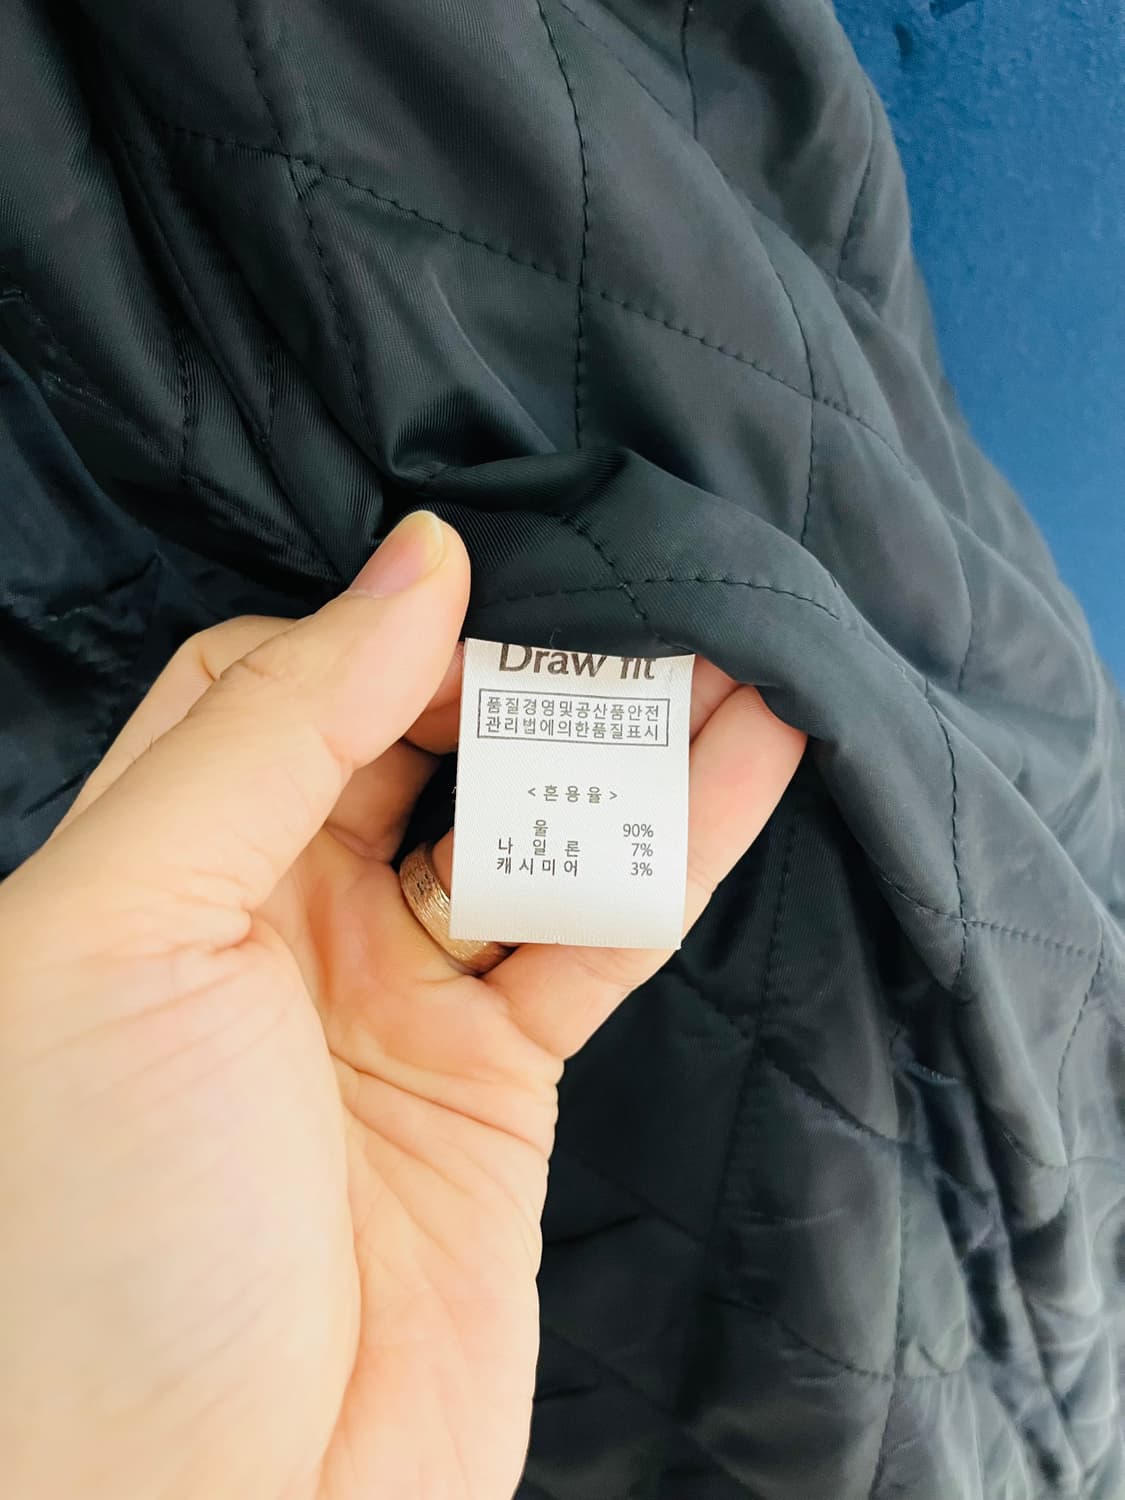 Draw fit
품질경영및공산품안전
관리법에의한품질표시
<혼용율>
울 90%
나일론 7%
캐시미어 3%